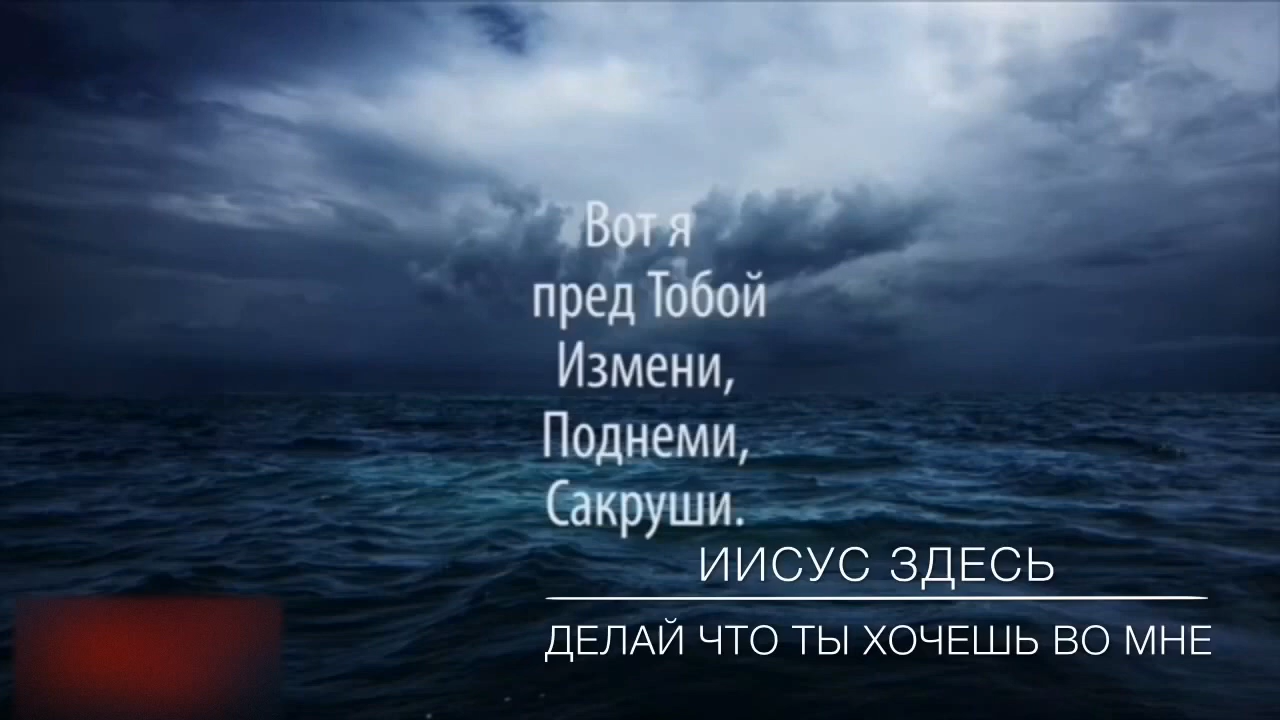 Вот я
пред Тобой
Измени,
Поднеми,
Сакруши.
ИИСУС ЗДЕСЬ
ДЕЛАЙ ЧТО ТЫ ХОЧЕШЬ ВО МНЕ